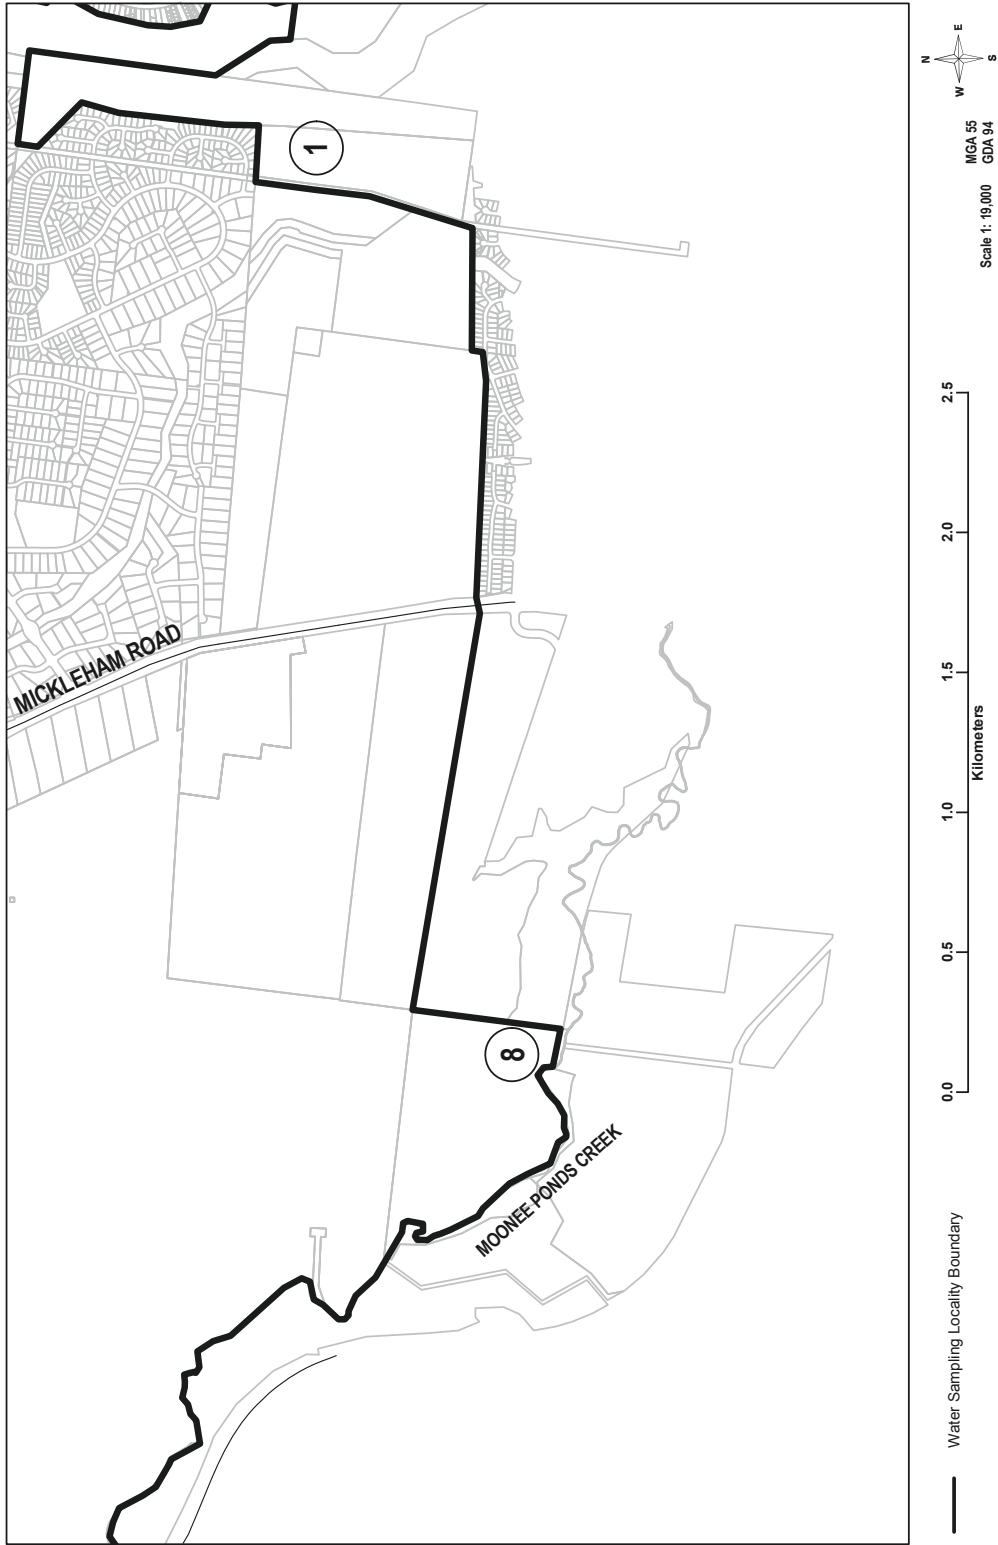 MICKLEHAM ROAD
1
8
MOONEE PONDS CREEK
Water Sampling Locality Boundary
0.0 0.5 1.0 1.5 2.0 2.5
Kilometers
Scale 1: 19,000
MGA 55
GDA 94
N
E
W
S